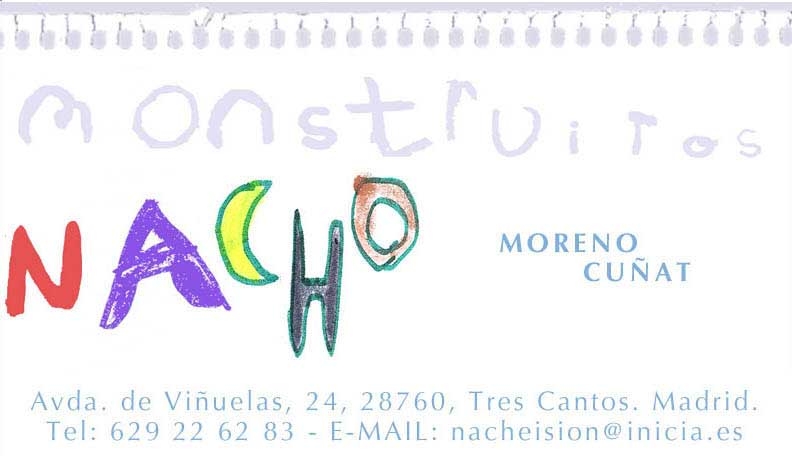 monstruitos
NACHO
MORENO
CUÑAT
Avda. de Viñuelas, 24, 28760, Tres Cantos. Madrid.
Tel: 629 22 62 83 - E-MAIL: nacheision@inicia.es